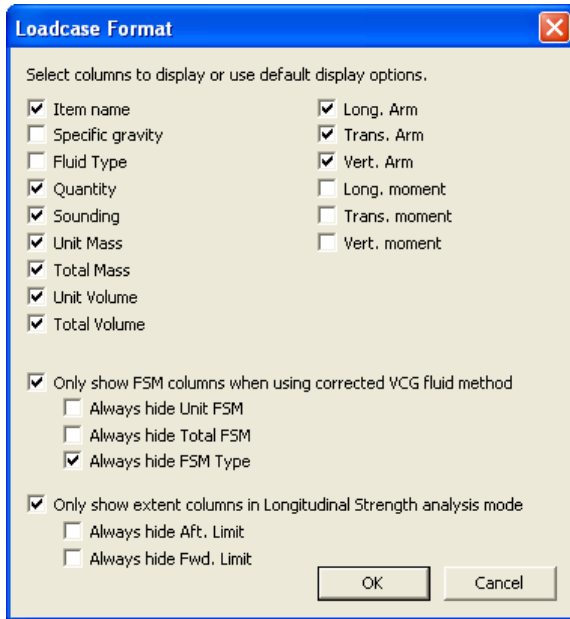 Loadcase Format
Select columns to display or use default display options.
Item name
Specific gravity
Fluid Type
Quantity
Sounding
Unit Mass
Total Mass
Unit Volume
Total Volume
Long. Arm
Trans. Arm
Vert. Arm
Long. moment
Trans. moment
Vert. moment
Only show FSM columns when using corrected VCG fluid method
Always hide Unit FSM
Always hide Total FSM
Always hide FSM Type
Only show extent columns in Longitudinal Strength analysis mode
Always hide Aft. Limit
Always hide Fwd. Limit
OK
Cancel